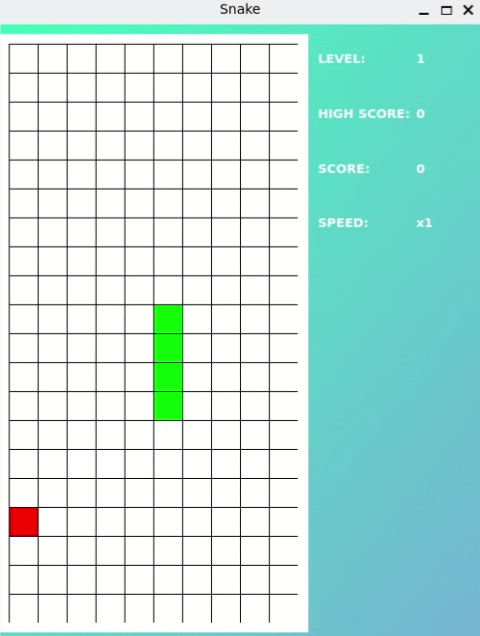 Snake
LEVEL: 1
HIGH SCORE: 0
SCORE: 0
SPEED: x1